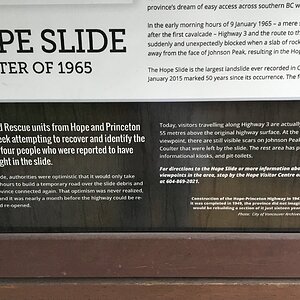 province's dream of easy access across southern BC w
In the early morning hours of 9 January 1965 – a mere s
after the first cavalcade – Highway 3 and the route to th
suddenly and unexpectedly blocked when a slab of rock
away from the face of Johnson Peak, resulting in the Hop
The Hope Slide is the largest landslide ever recorded in C
January 2015 marked 50 years since its occurrence. The f
PE SLIDE
TER OF 1965
d Rescue units from Hope and Princeton
eek attempting to recover and identify the
four people who were reported to have
ght in the slide.
ide, authorities were optimistic that it would only take
hours to build a temporary road over the slide debris and
rovince connected again. That optimism was never realized,
nd it was nearly a month before the highway could be re-
d re-opened.
Today, visitors travelling along Highway 3 are actually
55 metres above the original highway surface. At the
viewpoint, there are still visible scars on Johnson Peak
Coulter that were left by the slide. The rest area has p
informational kiosks, and pit-toilets.
For directions to the Hope Slide or more information abou
viewpoints in the area, stop by the Hope Visitor Centre o
at 604-869-2021.
Construction of the Hope-Princeton Highway in 194
it was completed in 1949, the province did not imagin
would be rebuilding a section of it just sixteen year
Photo: City of Vancouver Archives